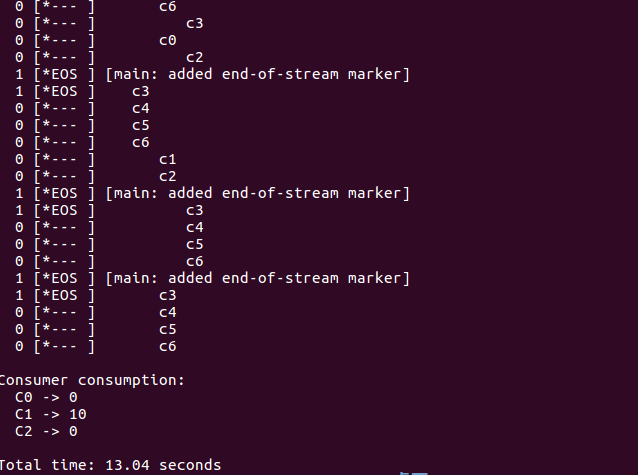 0 [*--- ]        c6
0 [*--- ]           c3
0 [*--- ]        c0
0 [*--- ]           c2
1 [*EOS ] [main: added end-of-stream marker]
1 [*EOS ]     c3
0 [*--- ]     c4
0 [*--- ]     c5
0 [*--- ]     c6
0 [*--- ]        c1
0 [*--- ]        c2
1 [*EOS ] [main: added end-of-stream marker]
1 [*EOS ]           c3
0 [*--- ]           c4
0 [*--- ]           c5
0 [*--- ]           c6
1 [*EOS ] [main: added end-of-stream marker]
1 [*EOS ]        c3
0 [*--- ]        c4
0 [*--- ]        c5
0 [*--- ]        c6
Consumer consumption:
C0 -> 0
C1 -> 10
C2 -> 0
Total time: 13.04 seconds